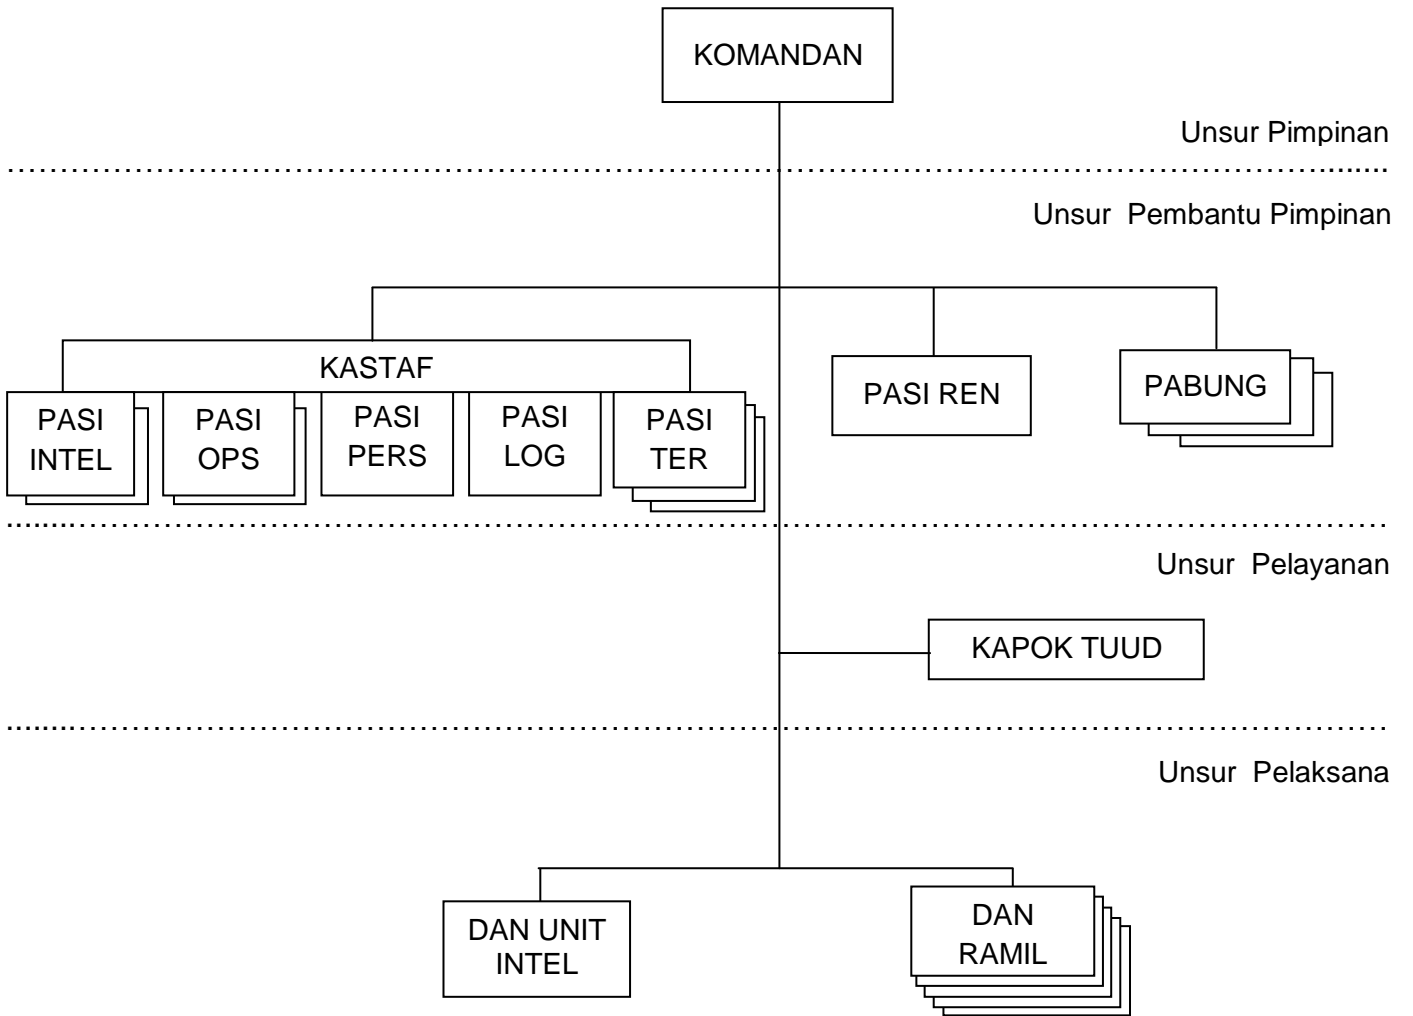 KOMANDAN
Unsur Pimpinan
Unsur Pembantu Pimpinan
KASTAF
PASI
INTEL
PASI
OPS
PASI
PERS
PASI
LOG
PASI
TER
PASI REN
PABUNG
Unsur Pelayanan
KAPOK TUUD
Unsur Pelaksana
DAN UNIT
INTEL
DAN
RAMIL